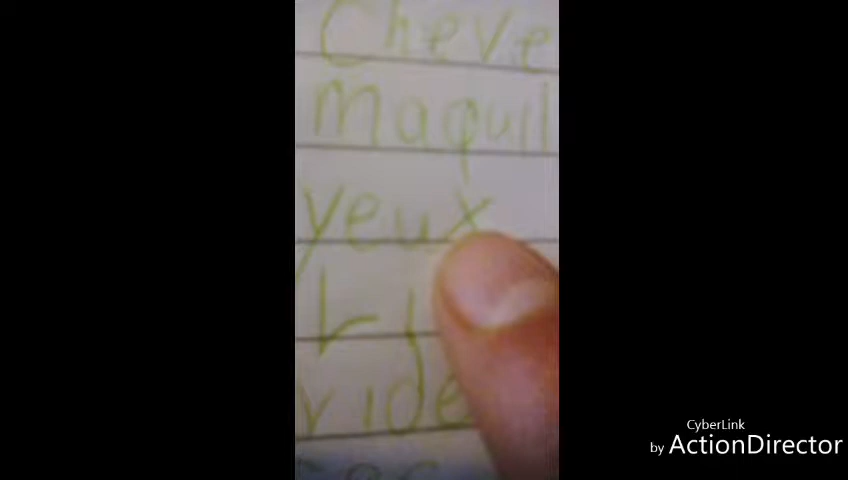 Cheve
Maquil
yeux
vide
CyberLink
by ActionDirector